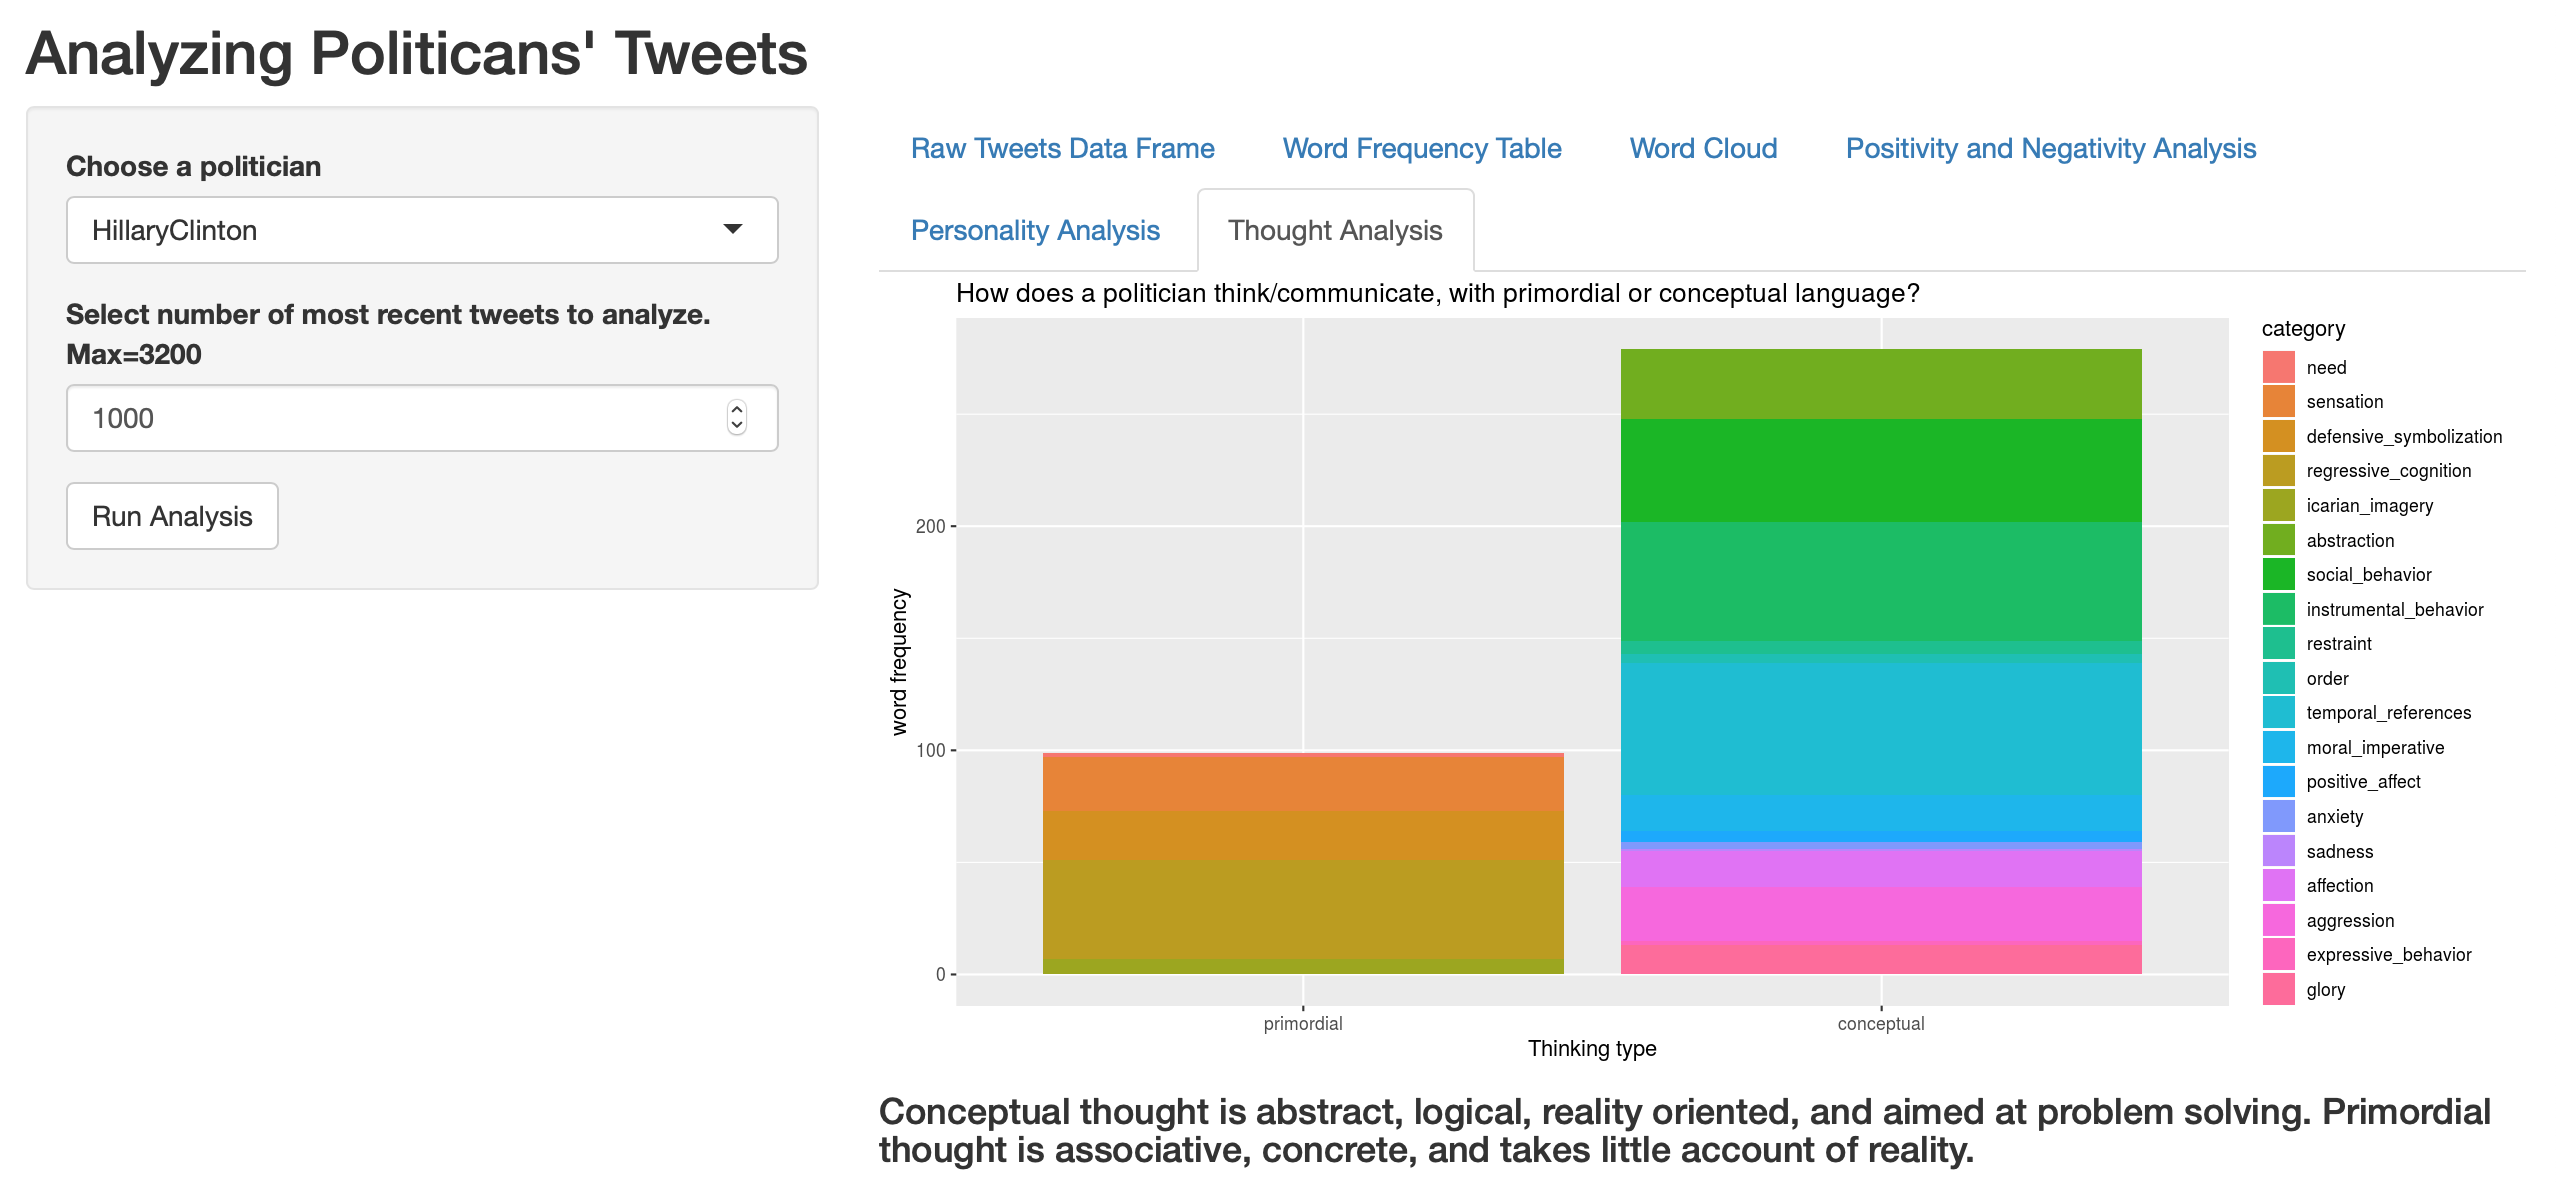 Analyzing Politicans' Tweets
Choose a politician
HillaryClinton
Select number of most recent tweets to analyze.
Max=3200
1000
Run Analysis
Raw Tweets Data Frame
Word Frequency Table
Word Cloud
Positivity and Negativity Analysis
Personality Analysis
Thought Analysis
How does a politician think/communicate, with primordial or conceptual language?
word frequency
200
100
0
primordial
conceptual
Thinking type
category
need
sensation
defensive_symbolization
regressive_cognition
icarian_imagery
abstraction
social_behavior
instrumental_behavior
restraint
order
temporal_references
moral_imperative
positive_affect
anxiety
sadness
affection
aggression
expressive_behavior
glory
Conceptual thought is abstract, logical, reality oriented, and aimed at problem solving. Primordial
thought is associative, concrete, and takes little account of reality.